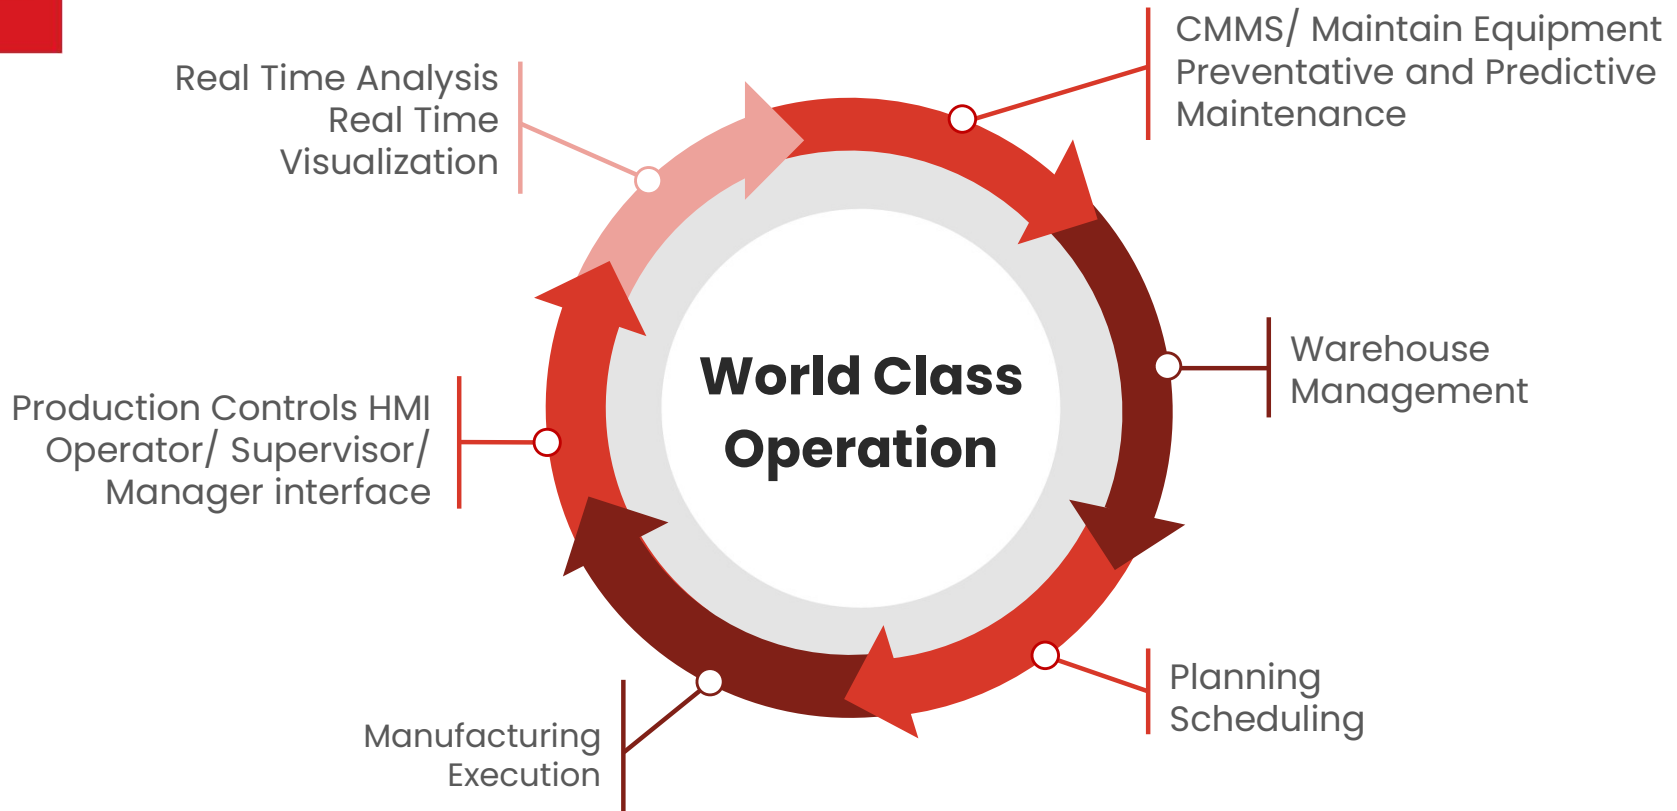 CMMS/ Maintain Equipment
Preventative and Predictive
Maintenance
Real Time Analysis
Real Time
Visualization
World Class
Operation
Warehouse
Management
Production Controls HMI
Operator/ Supervisor/
Manager interface
Planning
Scheduling
Manufacturing
Execution